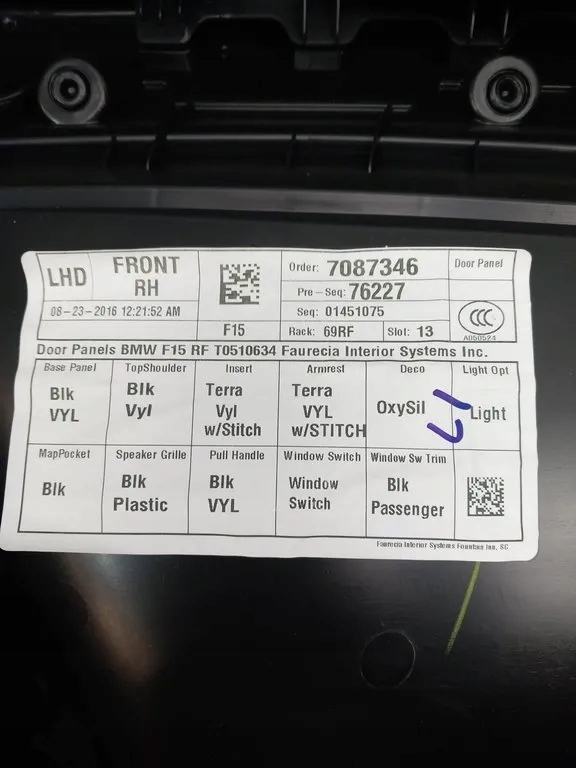 LHD
FRONT
RH
08-23-2016 12:21:52 AM
F15
Order: 7087346
Pre-Seq: 76227
Seq: 01451075
Rack: 69RF Slot: 13
Door Panel
CCC
A050524
Door Panels BMW F15 RF T0510634 Faurecia Interior Systems Inc.
Base Panel
Blk
VYL
TopShoulder
Blk
Vyl
Insert
Terra
Vyl
w/Stitch
Armrest
Terra
VYL
w/STITCH
Deco
OxySil
Light Opt
Light
MapPocket
Blk
Speaker Grille
Blk
Plastic
Pull Handle
Blk
VYL
Window Switch
Window
Switch
Window Sw Trim
Blk
Passenger
Faurecia Interior Systems Fountain Inn, SC